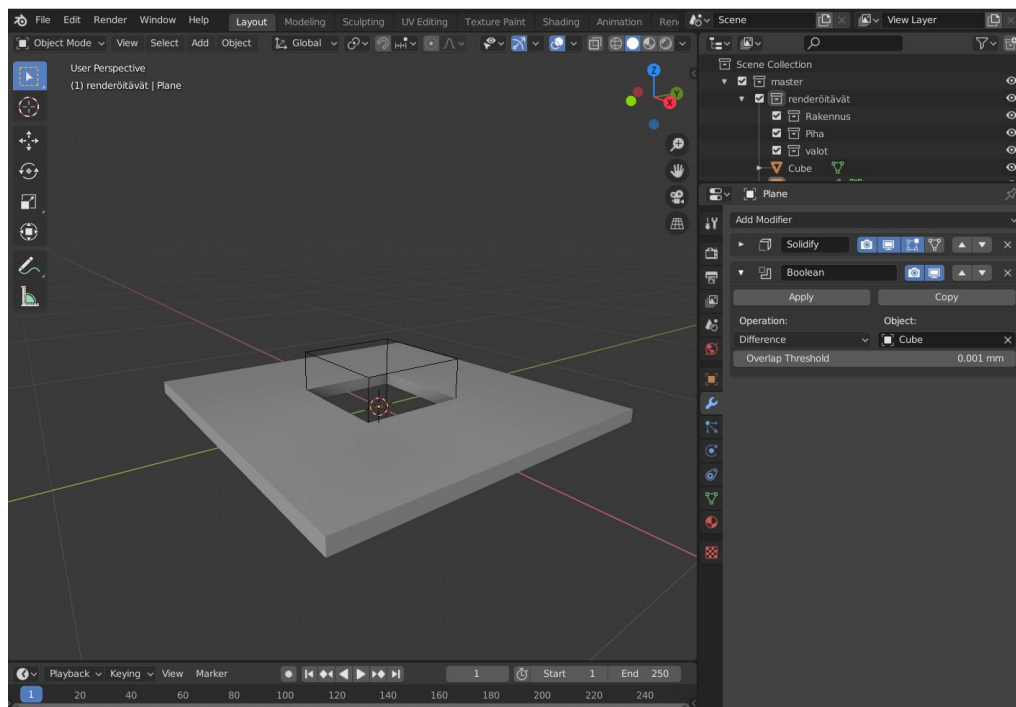 File Edit Render Window Help Layout Modeling Sculpting UV Editing Texture Paint Shading Animation Ren Scene View Layer
Object Mode View Select Add Object Global
User Perspective
(1) renderöitävät | Plane
Z
Y
X
Scene Collection
master
renderöitävät
Rakennus
Piha
valot
Cube
Plane
Add Modifier
Solidify
Boolean
Apply Copy
Operation: Object:
Difference Cube
Overlap Threshold 0.001 mm
Playback Keying View Marker 1 Start 1 End 250
1 20 40 60 80 100 120 140 160 180 200 220 240